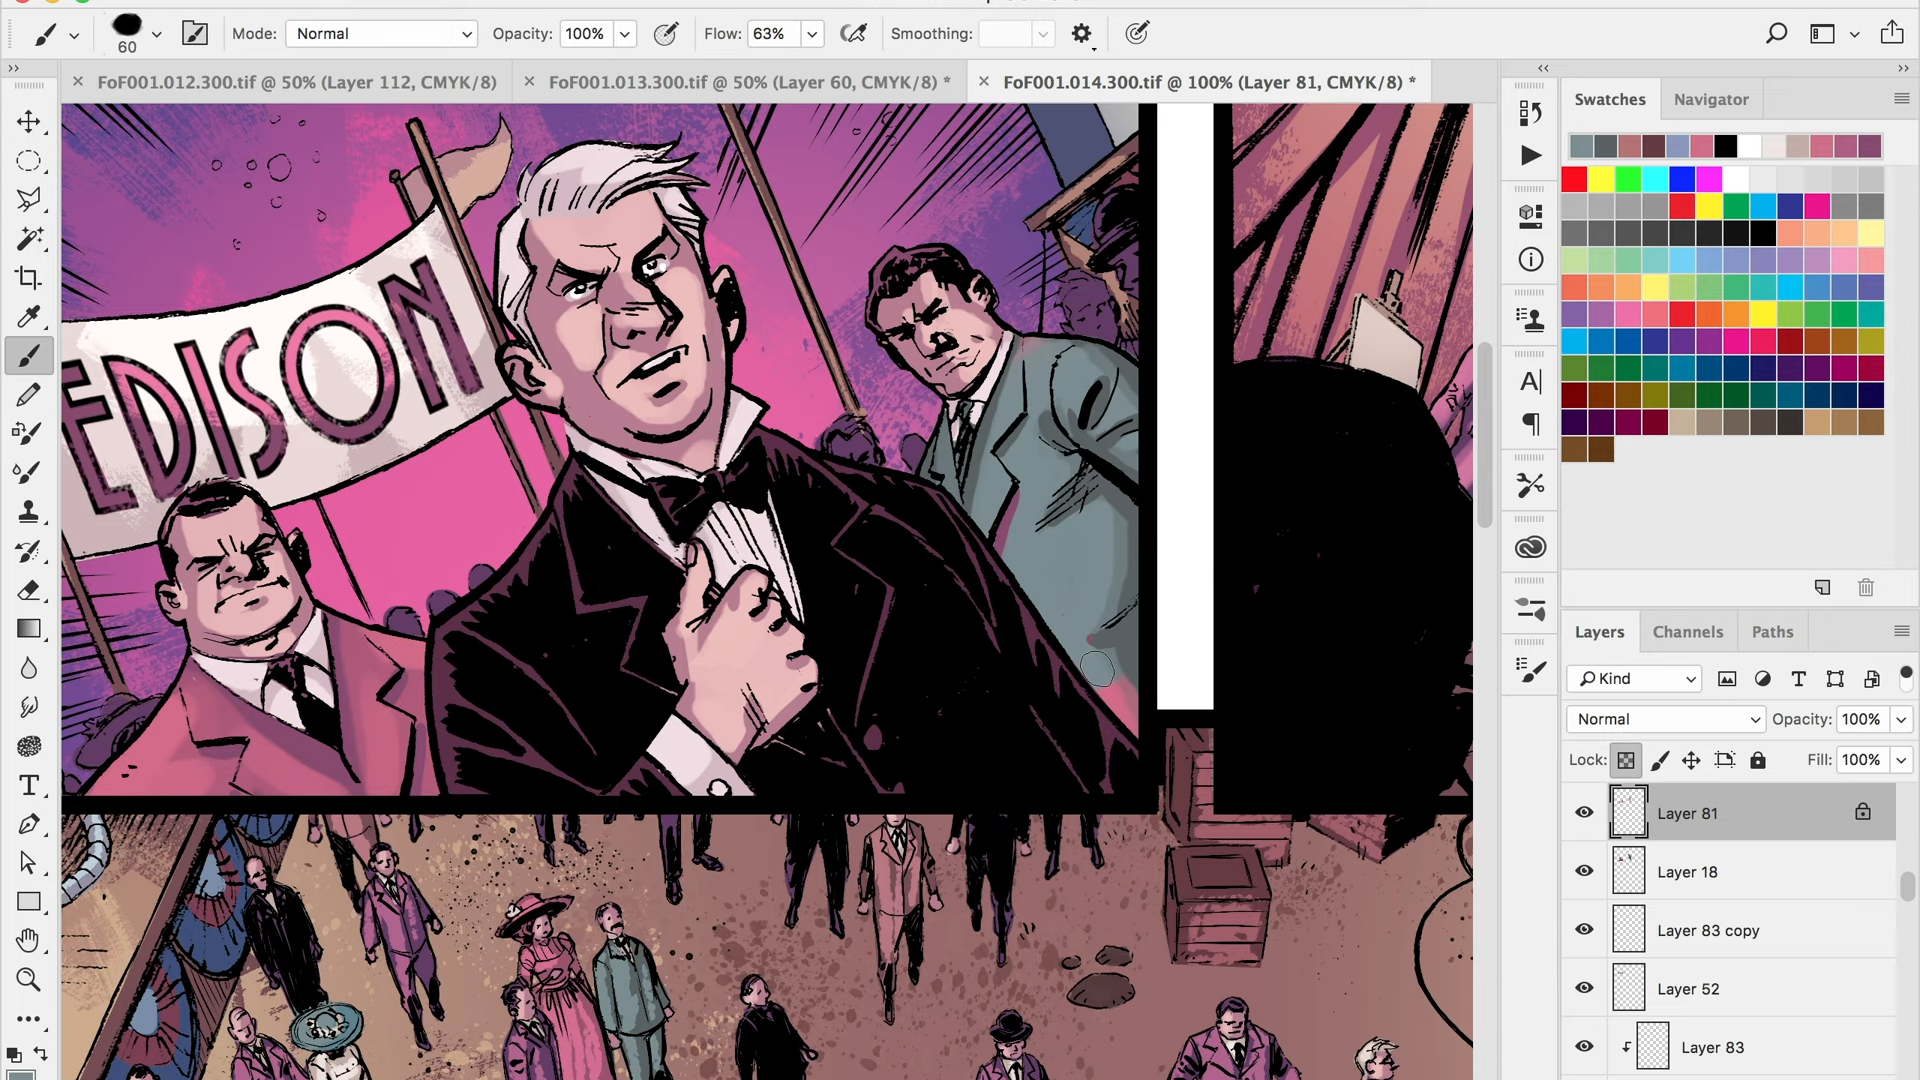 Mode: Normal Opacity: 100% Flow: 63% Smoothing:
60
FoF001.012.300.tif @ 50% (Layer 112, CMYK/8) FoF001.013.300.tif @ 50% (Layer 60, CMYK/8) * FoF001.014.300.tif @ 100% (Layer 81, CMYK/8) *
Swatches Navigator
EDISON
Layers Channels Paths
Kind
Normal Opacity: 100%
Lock: Fill: 100%
Layer 81
Layer 18
Layer 83 copy
Layer 52
Layer 83